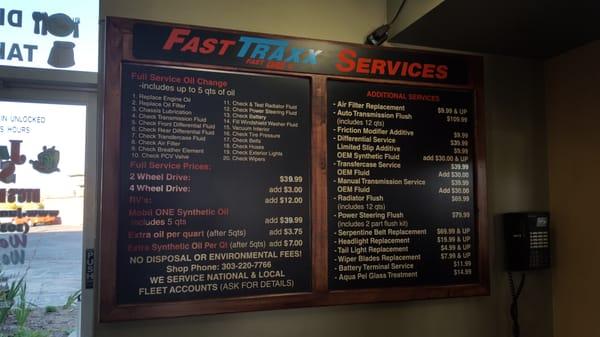 FAST TRAXX SERVICES
FAST LUBE
Full Service Oil Change
-includes up to 5 qts of oil
1. Replace Engine Oil
2. Replace Oil Filter
3. Chassis Lubrication
4. Check Transmission Fluid
5. Check Front Differential Fluid
6. Check Rear Differential Fluid
7. Check Transfercase Fluid
8. Check Air Filter
9. Check Breather Element
10. Check PCV Valve
11. Check & Test Radiator Fluid
12. Check Power Steering Fluid
13. Check Battery
14. Fill Windshield Washer Fluid
15. Vacuum Interior
16. Check Tire Pressure
17. Check Belts
18. Check Hoses
19. Check Exterior Lights
20. Check Wipers
Full Service Prices:
2 Wheel Drive: $39.99
4 Wheel Drive: add $3.00
RV's: add $12.00
Mobil ONE Synthetic Oil
includes 5 qts add $39.99
Extra oil per quart (after 5qts) add $3.75
Extra Synthetic Oil Per Qt (after 5qts) add $7.00
NO DISPOSAL OR ENVIRONMENTAL FEES!
Shop Phone: 303-220-7766
WE SERVICE NATIONAL & LOCAL
FLEET ACCOUNTS (ASK FOR DETAILS)
ADDITIONAL SERVICES
- Air Filter Replacement $9.99 & UP
- Auto Transmission Flush $109.99
(includes 12 qts)
- Friction Modifier Additive $9.99
- Differential Service $39.99
Limited Slip Additive $9.99
OEM Synthetic Fluid add $30.00 & UP
- Transfercase Service $39.99
OEM Fluid Add $30.00
- Manual Transmission Service $39.99
OEM Fluid Add $30.00
- Radiator Flush $69.99
(includes 12 qts)
- Power Steering Flush $79.99
(includes 2 part flush kit)
- Serpentine Belt Replacement $69.99 & UP
- Headlight Replacement $19.99 & UP
- Tail Light Replacement $4.99 & UP
- Wiper Blades Replacement $7.99 & UP
- Battery Terminal Service $11.99
- Aqua Pel Glass Treatment $14.99
PUSH